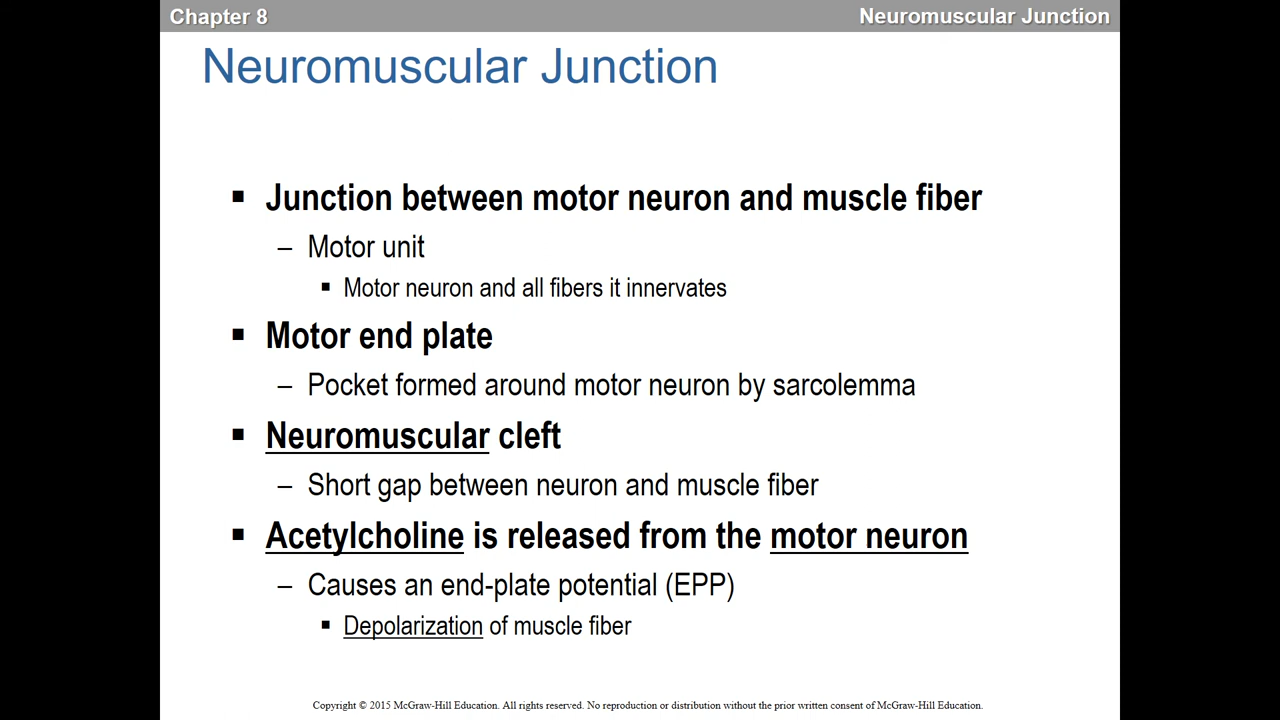 Chapter 8
Neuromuscular Junction
Neuromuscular Junction
▪ Junction between motor neuron and muscle fiber
– Motor unit
▪ Motor neuron and all fibers it innervates
▪ Motor end plate
– Pocket formed around motor neuron by sarcolemma
▪ Neuromuscular cleft
– Short gap between neuron and muscle fiber
▪ Acetylcholine is released from the motor neuron
– Causes an end-plate potential (EPP)
▪ Depolarization of muscle fiber
Copyright © 2015 McGraw-Hill Education. All rights reserved. No reproduction or distribution without the prior written consent of McGraw-Hill Education.